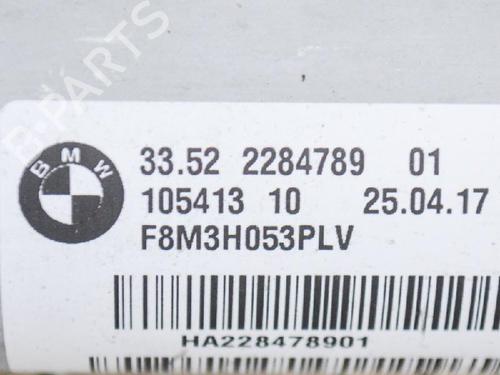 B-PARTS
BMW
33.52 2284789 01
105413 10 25.04.17
F8M3H053PLV
HA228478901